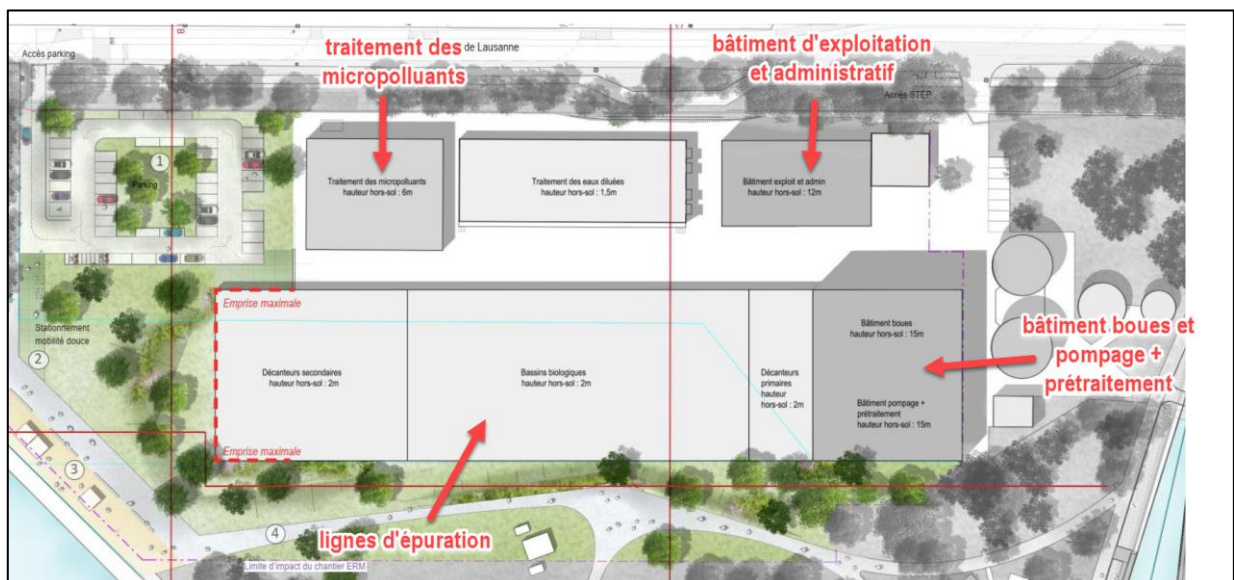 Accès parking
de Lausanne
traitement des
micropolluants
bâtiment d'exploitation
et administratif
Accès STEP
1
Parking
Traitement des micropolluants
hauteur hors-sol : 6m
Traitement des eaux diluées
hauteur hors-sol : 1,5m
Bâtiment exploit et admin
hauteur hors-sol : 12m
Emprise maximale
Stationnement
mobilité douce
2
Décanteurs secondaires
hauteur hors-sol : 2m
Bassins biologiques
hauteur hors-sol : 2m
Décanteurs
primaires
hauteur
hors-sol : 2m
Bâtiment boues
hauteur hors-sol : 15m
Bâtiment pompage +
prétraitement
hauteur hors-sol : 15m
bâtiment boues et
pompage +
prétraitement
Emprise maximale
3
4
lignes d'épuration
Limite d'impact du chantier ERM